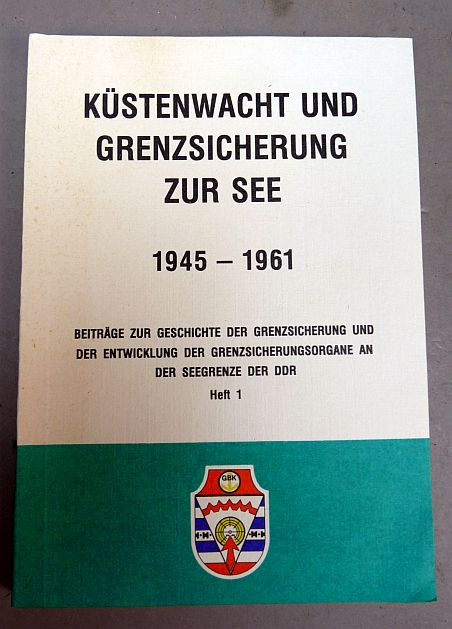 KÜSTENWACHT UND
GRENZSICHERUNG
ZUR SEE
1945 – 1961
BEITRÄGE ZUR GESCHICHTE DER GRENZSICHERUNG UND
DER ENTWICKLUNG DER GRENZSICHERUNGSORGANE AN
DER SEEGRENZE DER DDR
Heft 1
GBK